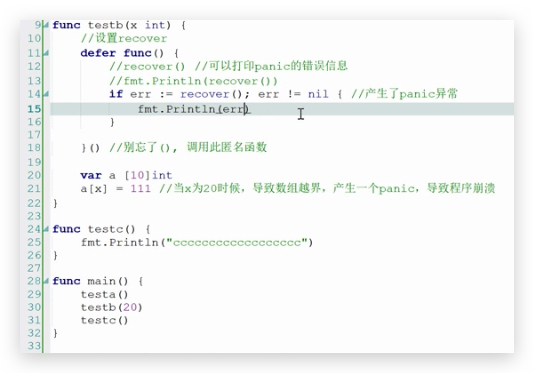 9 func testb(x int) {
10 //设置recover
11 defer func() {
12 //recover() //可以打印panic的错误信息
13 //fmt.Println(recover())
14 if err := recover(); err != nil { //产生了panic异常
15 fmt.Println(err)
16 }
17
18 }() //别忘了(), 调用此匿名函数
19
20 var a [10]int
21 a[x] = 111 //当x为20时候，导致数组越界，产生一个panic，导致程序崩溃
22 }
23
24 func testc() {
25 fmt.Println("cccccccccccccccccc")
26 }
27
28 func main() {
29 testa()
30 testb(20)
31 testc()
32 }
33